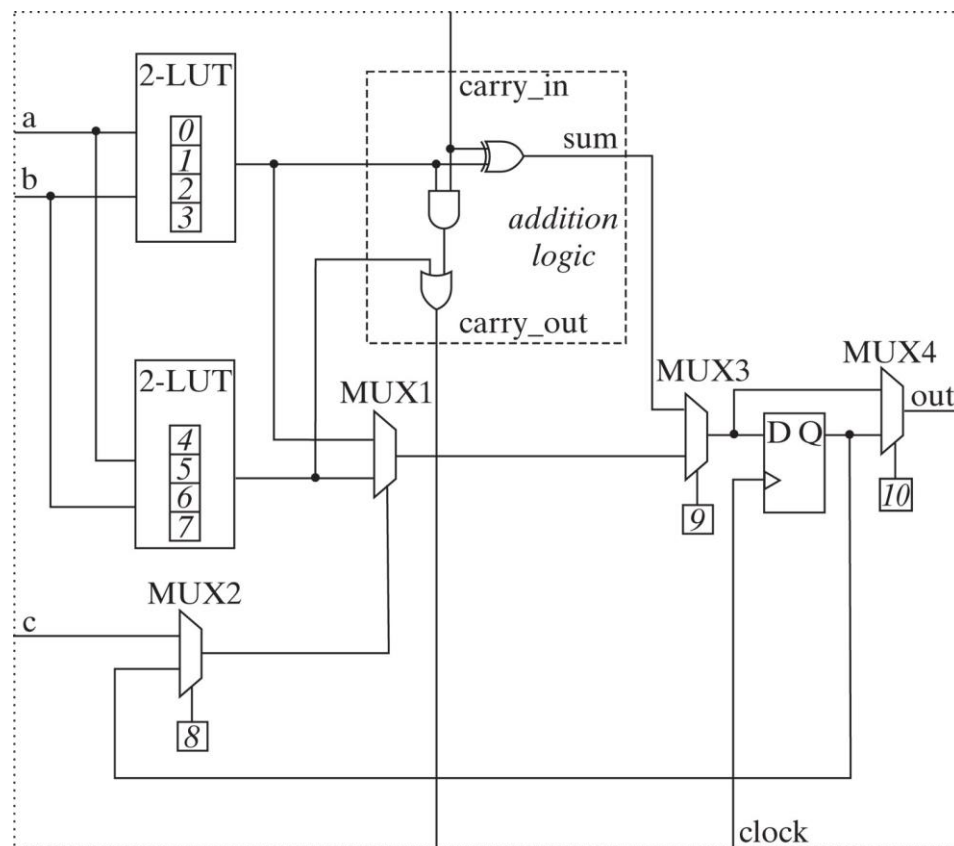 2-LUT
carry_in
a
0
sum
1
b
2
3
addition
logic
carry_out
2-LUT
MUX1
MUX3
MUX4
out
4
D Q
5
6
7
10
9
MUX2
c
8
clock